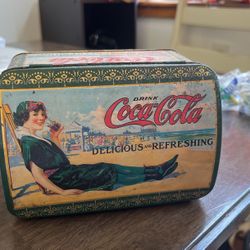 DRINK
Coca-Cola
DELICIOUS AND REFRESHING